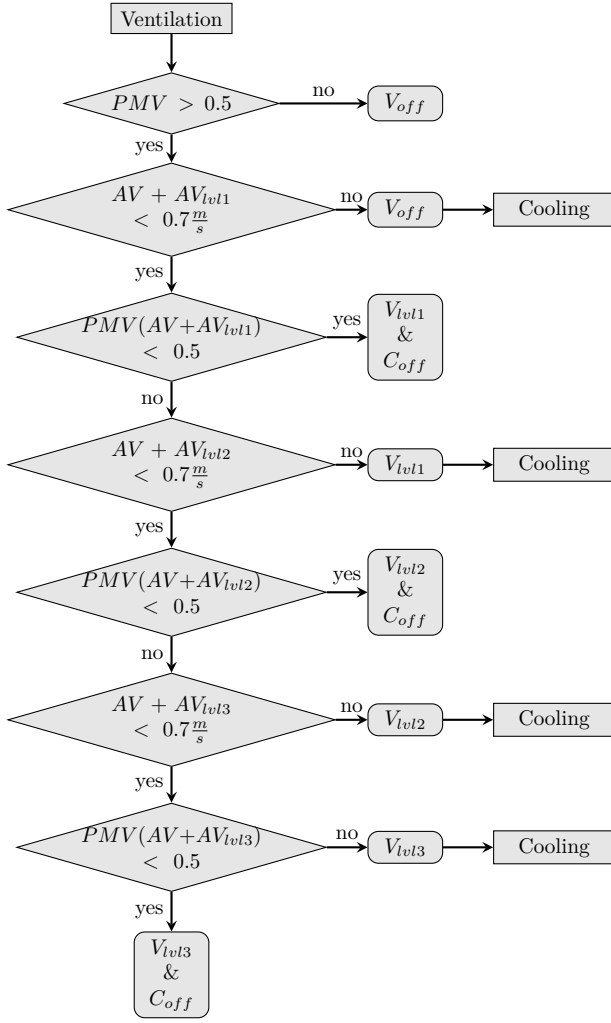 Ventilation
PMV > 0.5
no
V_off
yes
AV + AV_lvl1
< 0.7 m/s
no
V_off
Cooling
yes
PMV(AV+AV_lvl1)
< 0.5
yes
V_lvl1
&
C_off
no
AV + AV_lvl2
< 0.7 m/s
no
V_lvl1
Cooling
yes
PMV(AV+AV_lvl2)
< 0.5
yes
V_lvl2
&
C_off
no
AV + AV_lvl3
< 0.7 m/s
no
V_lvl2
Cooling
yes
PMV(AV+AV_lvl3)
< 0.5
no
V_lvl3
Cooling
yes
V_lvl3
&
C_off